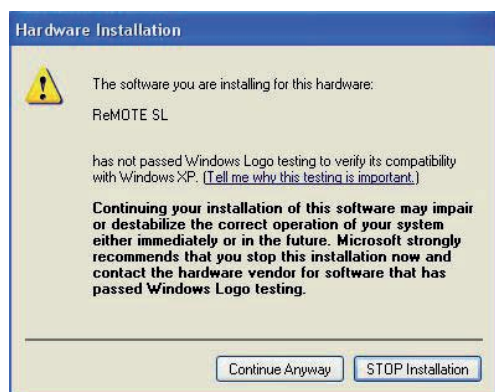 Hardware Installation
The software you are installing for this hardware:
ReMOTE SL
has not passed Windows Logo testing to verify its compatibility
with Windows XP. (Tell me why this testing is important.)
Continuing your installation of this software may impair
or destabilize the correct operation of your system
either immediately or in the future. Microsoft strongly
recommends that you stop this installation now and
contact the hardware vendor for software that has
passed Windows Logo testing.
Continue Anyway
STOP Installation